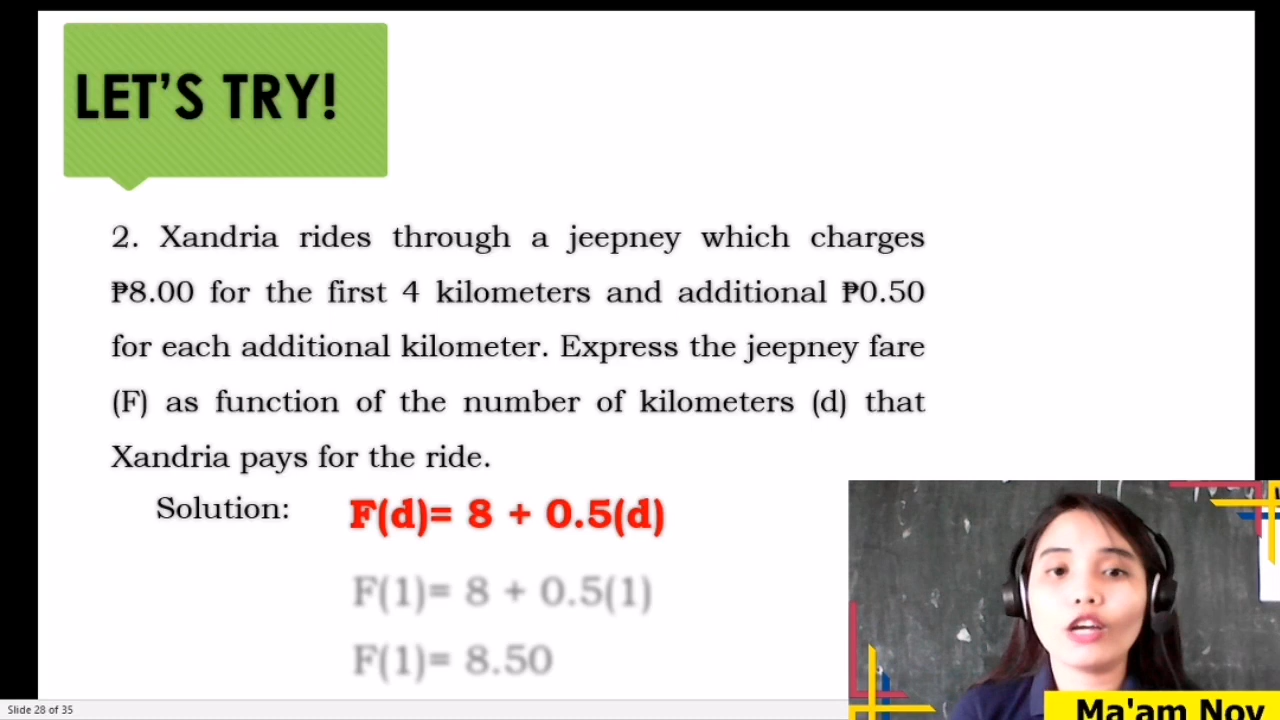 LET'S TRY!
2. Xandria rides through a jeepney which charges
₱8.00 for the first 4 kilometers and additional ₱0.50
for each additional kilometer. Express the jeepney fare
(F) as function of the number of kilometers (d) that
Xandria pays for the ride.
Solution: F(d)= 8 + 0.5(d)
F(1)= 8 + 0.5(1)
F(1)= 8.50
Slide 28 of 35
Ma'am Noy